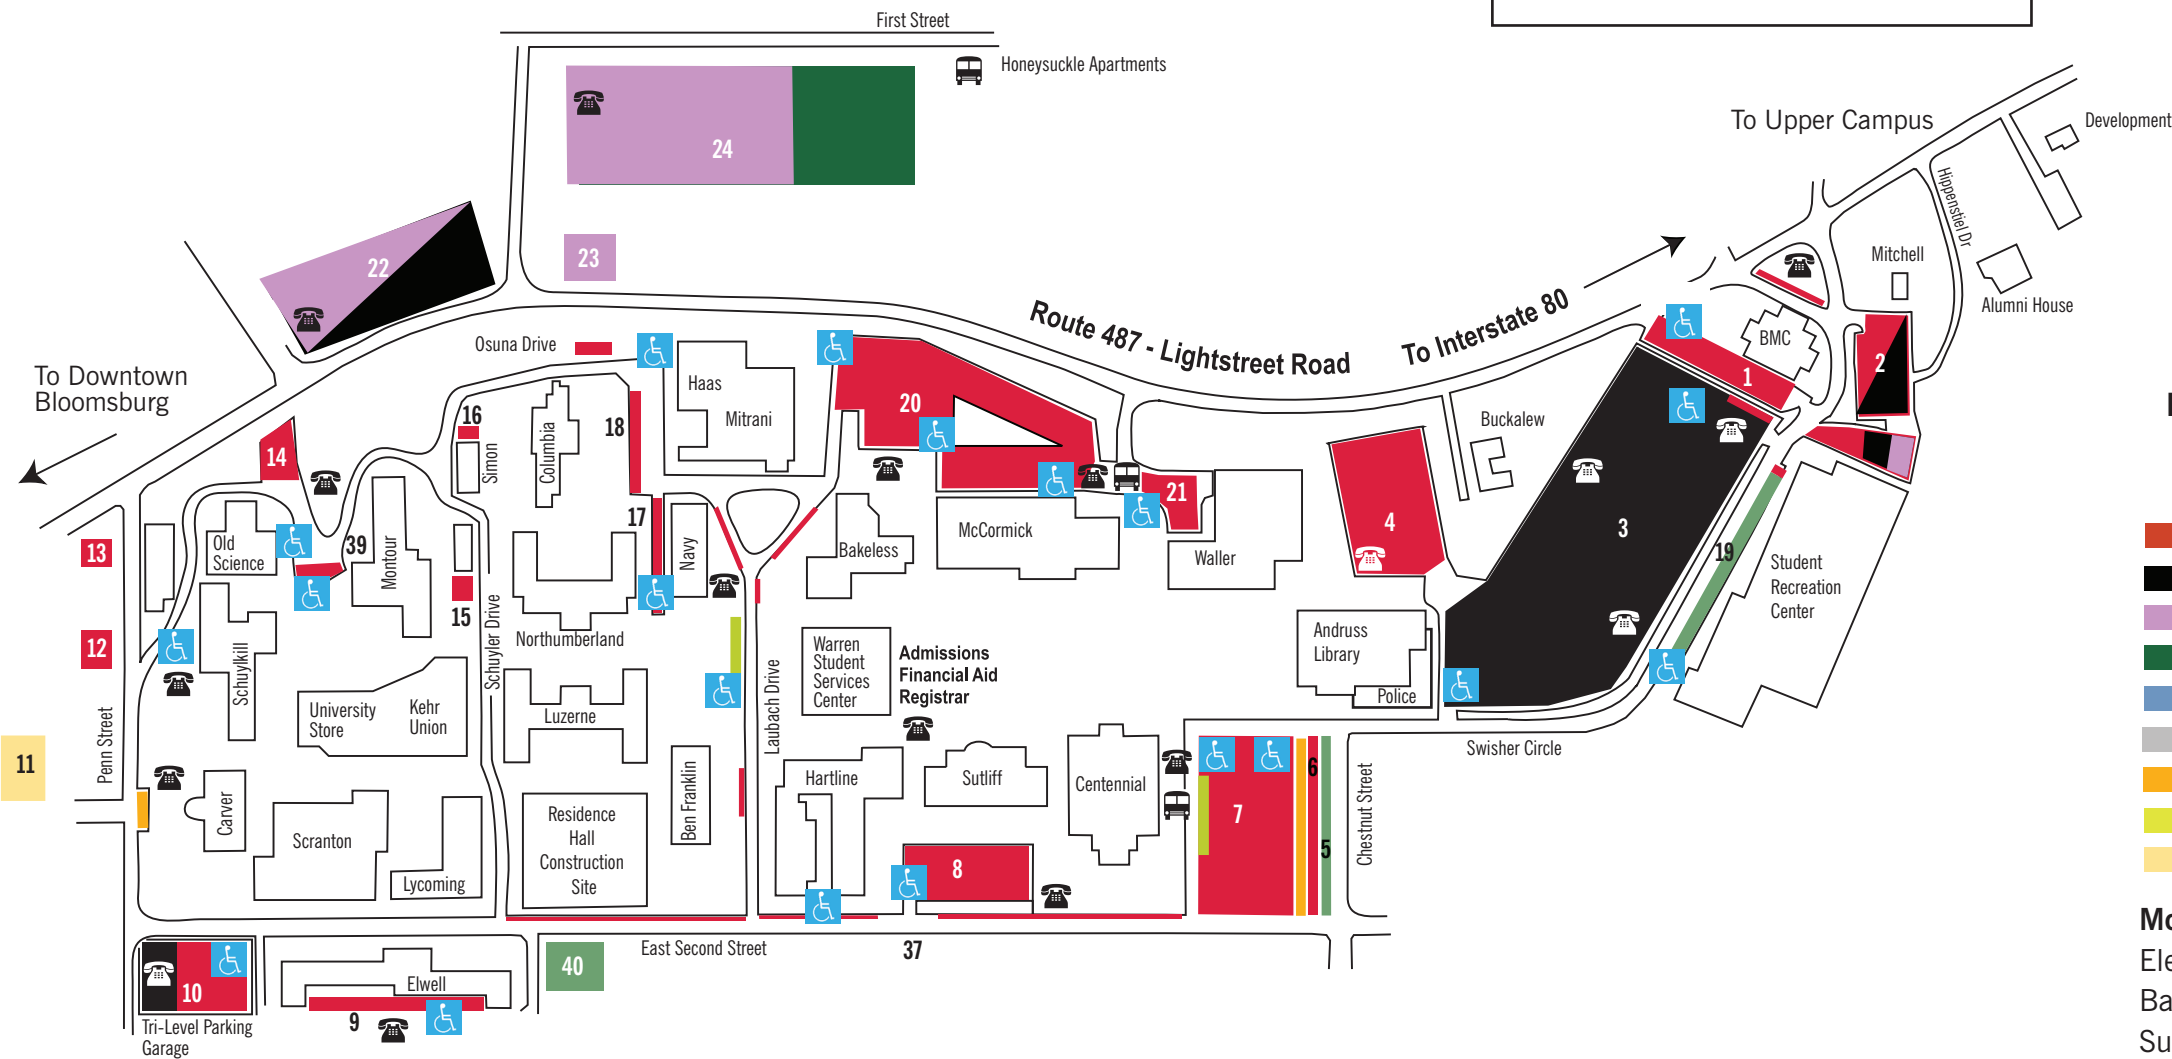 First Street
Honeysuckle Apartments
To Upper Campus
Development
24
Hippenstiel Dr
23
22
Mitchell
Alumni House
Route 487 - Lightstreet Road
To Interstate 80
BMC
Osuna Drive
To Downtown
Bloomsburg
Haas
Mitrani
1
2
20
16
18
Simon
Columbia
14
Buckalew
21
4
3
17
McCormick
13
Old
Science
39
Montour
Navy
Bakeless
Waller
19
Student
Recreation
Center
15
12
Schuyler Drive
Northumberland
Schuylkill
Warren
Student
Services
Center
Admissions
Financial Aid
Registrar
Andruss
Library
Police
University
Store
Kehr
Union
Luzerne
Laubach Drive
Penn Street
11
Swisher Circle
Hartline
Sutliff
Centennial
6
7
5
Chestnut Street
Carver
Scranton
Residence
Hall
Construction
Site
Ben Franklin
8
Lycoming
East Second Street
37
40
10
Elwell
9
Tri-Level Parking
Garage
Ele
Ba
Su